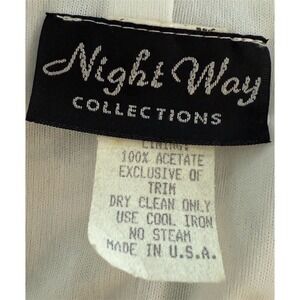 Night Way
COLLECTIONS
LINING:
100% ACETATE
EXCLUSIVE OF
TRIM
DRY CLEAN ONLY
USE COOL IRON
NO STEAM
MADE IN U.S.A.